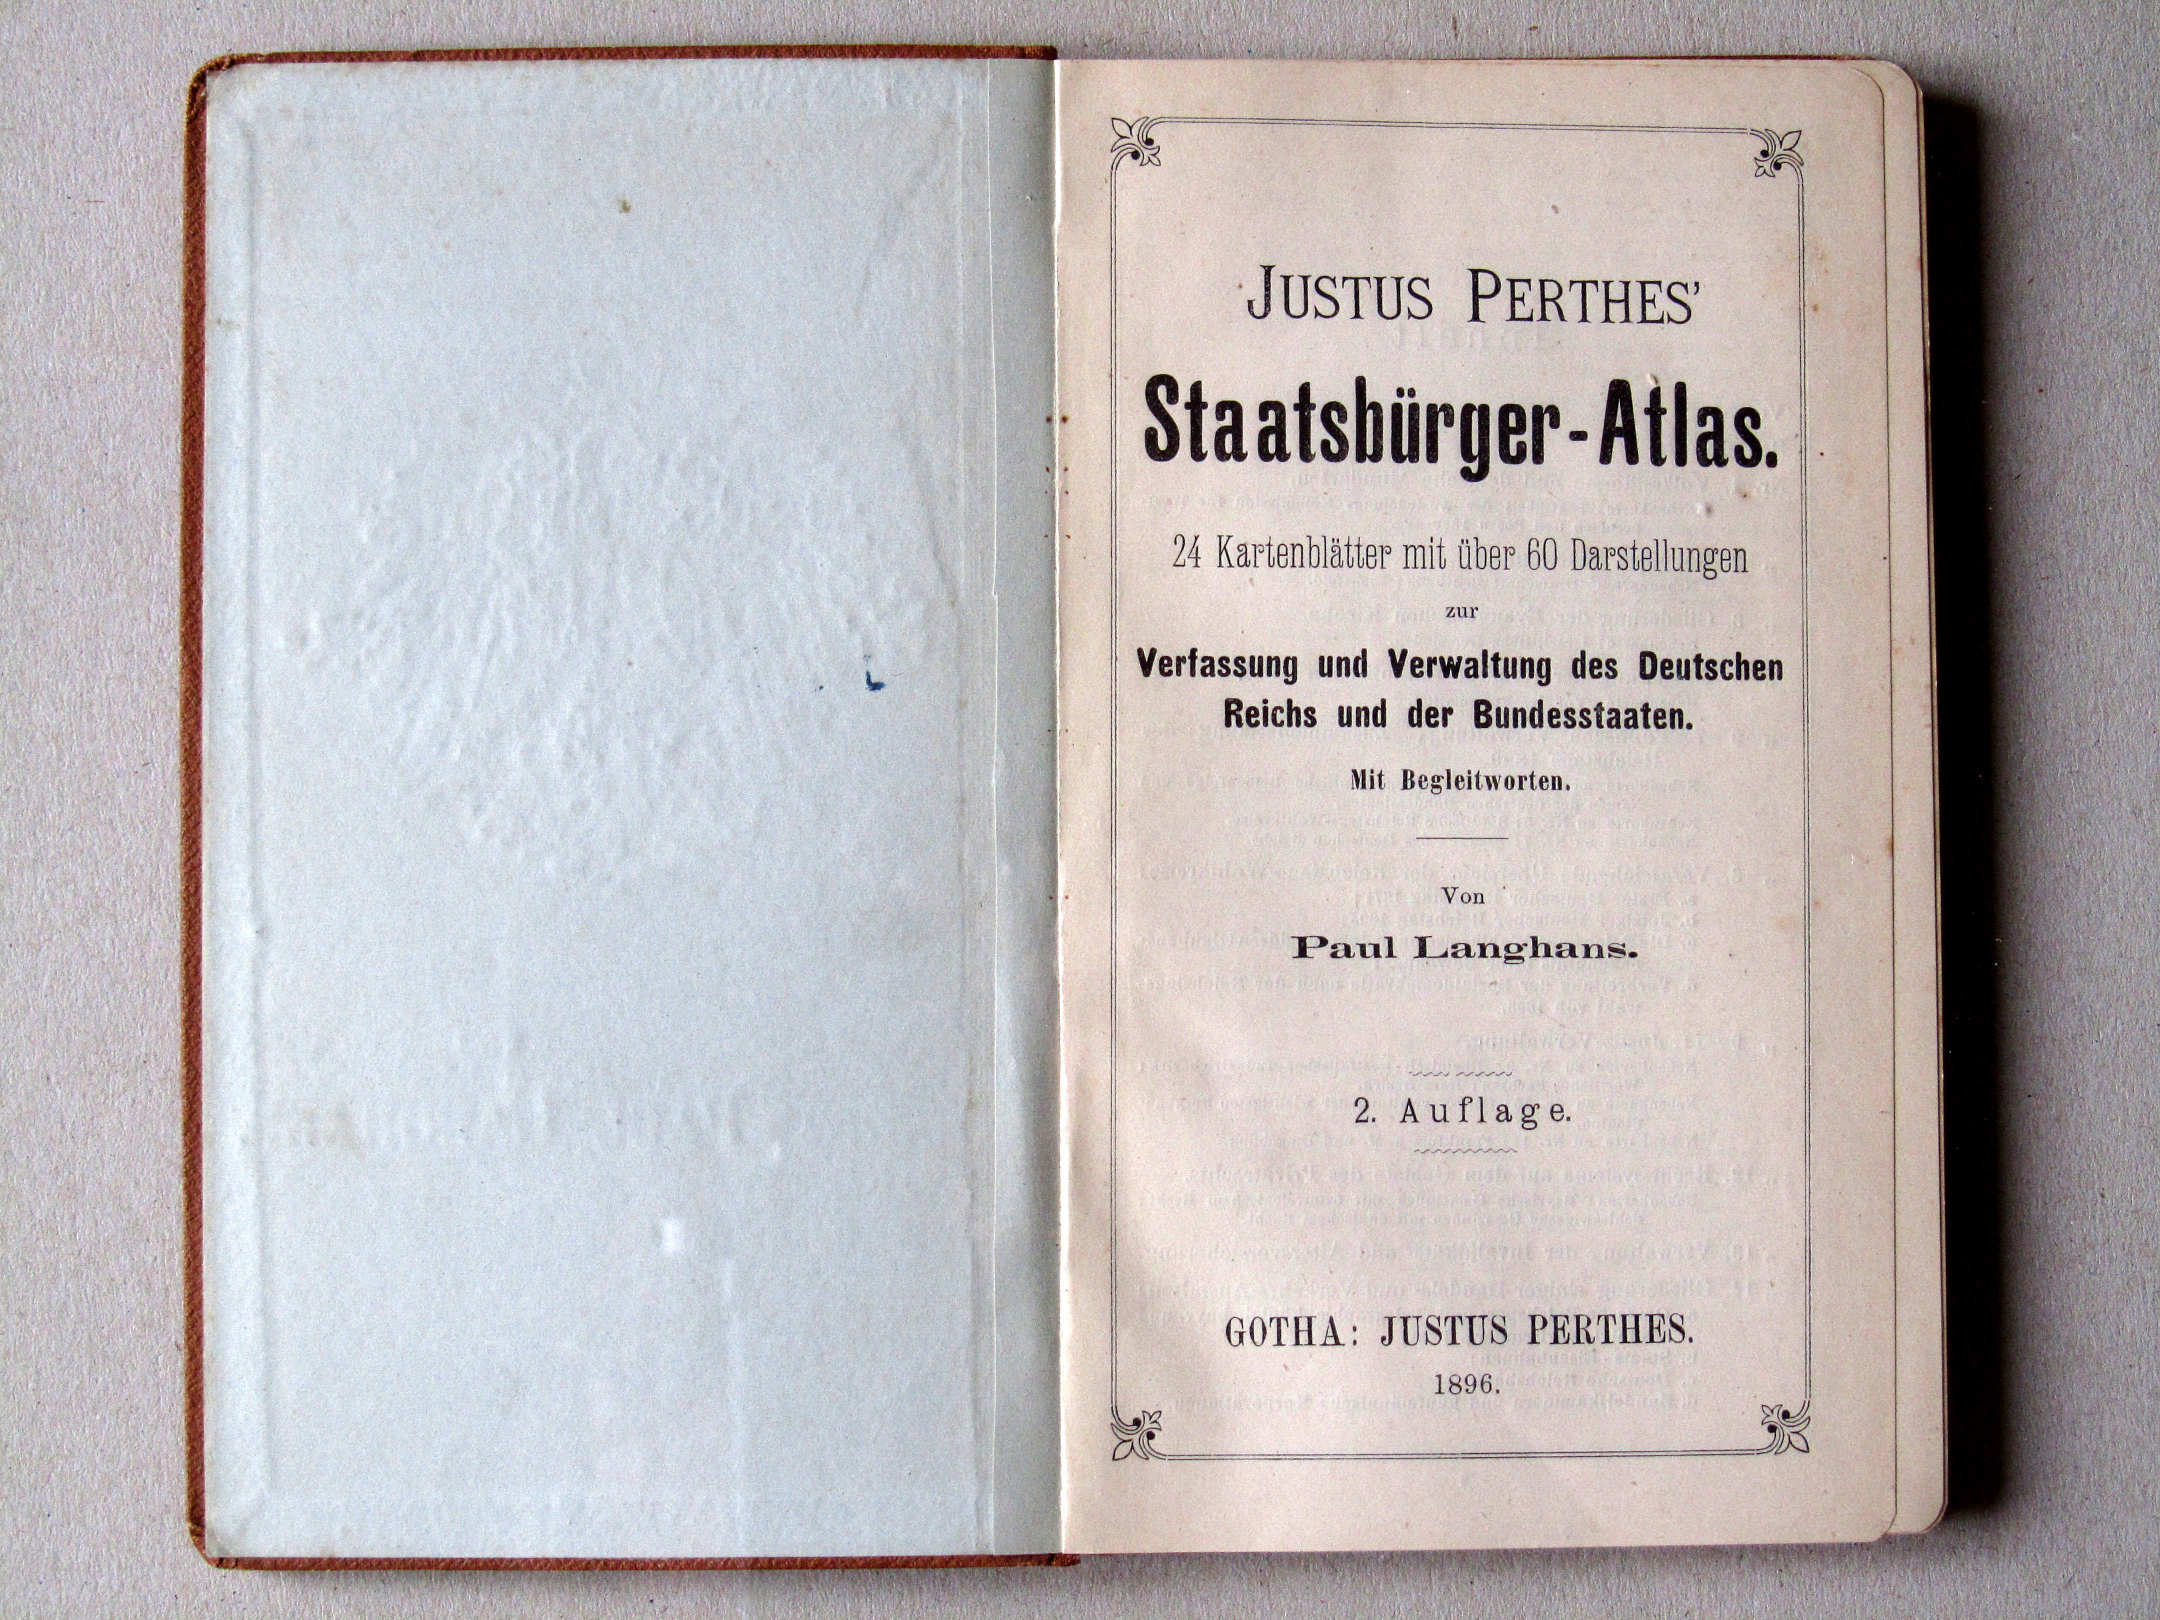 JUSTUS PERTHES'
Staatsbürger-Atlas.
24 Kartenblätter mit über 60 Darstellungen
zur
Verfassung und Verwaltung des Deutschen
Reichs und der Bundesstaaten.
Mit Begleitworten.
Von
Paul Langhans.
2. Auflage.
GOTHA: JUSTUS PERTHES.
1896.